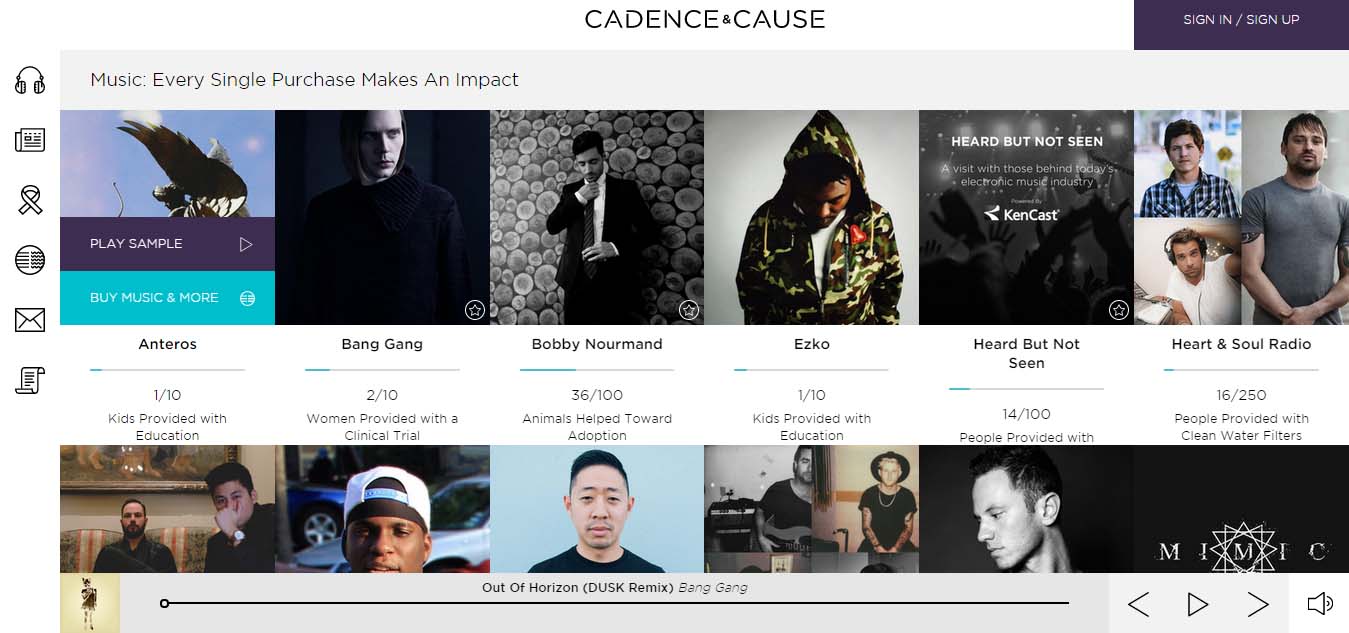 CADENCE & CAUSE
SIGN IN / SIGN UP
Music: Every Single Purchase Makes An Impact
PLAY SAMPLE
BUY MUSIC & MORE
HEARD BUT NOT SEEN
A visit with those behind today's
electronic music industry
Powered By
KenCast
Anteros
1/10
Kids Provided with
Education
Bang Gang
2/10
Women Provided with a
Clinical Trial
Bobby Nourmand
36/100
Animals Helped Toward
Adoption
Ezko
1/10
Kids Provided with
Education
Heard But Not
Seen
14/100
People Provided with
Heart & Soul Radio
16/250
People Provided with
Clean Water Filters
MIMIC
Out Of Horizon (DUSK Remix) Bang Gang